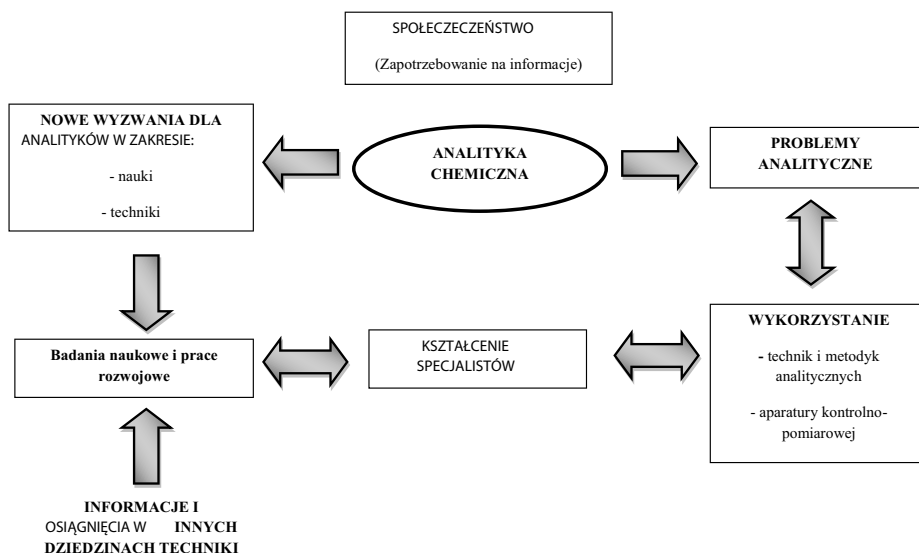 SPOŁECZECZEŃSTWO
(Zapotrzebowanie na informacje)
NOWE WYZWANIA DLA
ANALITYKÓW W ZAKRESIE:
- nauki
- techniki
ANALITYKA
CHEMICZNA
PROBLEMY
ANALITYCZNE
Badania naukowe i prace
rozwojowe
KSZTAŁCENIE
SPECJALISTÓW
WYKORZYSTANIE
- technik i metodyk
analitycznych
- aparatury kontrolno-
pomiarowej
INFORMACJE I
OSIĄGNIĘCIA W INNYCH
DZIEDZINACH TECHNIKI